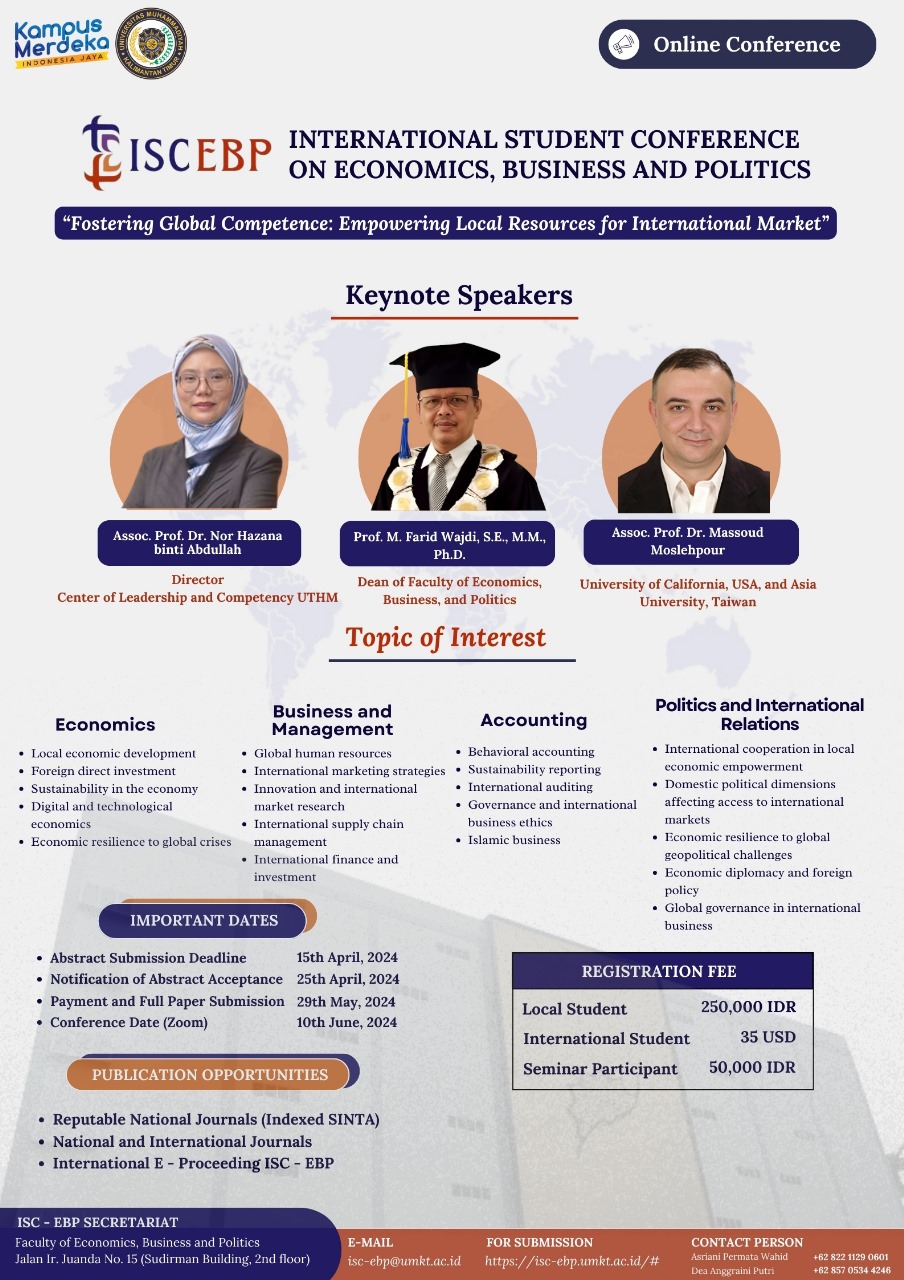 Kampus
Merdeka
INDONESIA JAYA
UNIVERSITAS MUHAMMADIYAH
KALIMANTAN TIMUR
Online Conference
ISCEBP
INTERNATIONAL STUDENT CONFERENCE
ON ECONOMICS, BUSINESS AND POLITICS
“Fostering Global Competence: Empowering Local Resources for International Market”
Keynote Speakers
Assoc. Prof. Dr. Nor Hazana
binti Abdullah
Director
Center of Leadership and Competency UTHM
Prof. M. Farid Wajdi, S.E., M.M.,
Ph.D.
Dean of Faculty of Economics,
Business, and Politics
Assoc. Prof. Dr. Massoud
Moslehpour
University of California, USA, and Asia
University, Taiwan
Topic of Interest
Economics
• Local economic development
• Foreign direct investment
• Sustainability in the economy
• Digital and technological
economics
• Economic resilience to global crises
Business and
Management
• Global human resources
• International marketing strategies
• Innovation and international
market research
• International supply chain
management
• International finance and
investment
Accounting
• Behavioral accounting
• Sustainability reporting
• International auditing
• Governance and international
business ethics
• Islamic business
Politics and International
Relations
• International cooperation in local
economic empowerment
• Domestic political dimensions
affecting access to international
markets
• Economic resilience to global
geopolitical challenges
• Economic diplomacy and foreign
policy
• Global governance in international
business
IMPORTANT DATES
• Abstract Submission Deadline 15th April, 2024
• Notification of Abstract Acceptance 25th April, 2024
• Payment and Full Paper Submission 29th May, 2024
• Conference Date (Zoom) 10th June, 2024
REGISTRATION FEE
Local Student 250,000 IDR
International Student 35 USD
Seminar Participant 50,000 IDR
PUBLICATION OPPORTUNITIES
• Reputable National Journals (Indexed SINTA)
• National and International Journals
• International E - Proceeding ISC - EBP
ISC - EBP SECRETARIAT
Faculty of Economics, Business and Politics
Jalan Ir. Juanda No. 15 (Sudirman Building, 2nd floor)
E-MAIL
isc-ebp@umkt.ac.id
FOR SUBMISSION
https://isc-ebp.umkt.ac.id/#
CONTACT PERSON
Asriani Permata Wahid +62 822 1129 0601
Dea Anggraini Putri +62 857 0534 4246